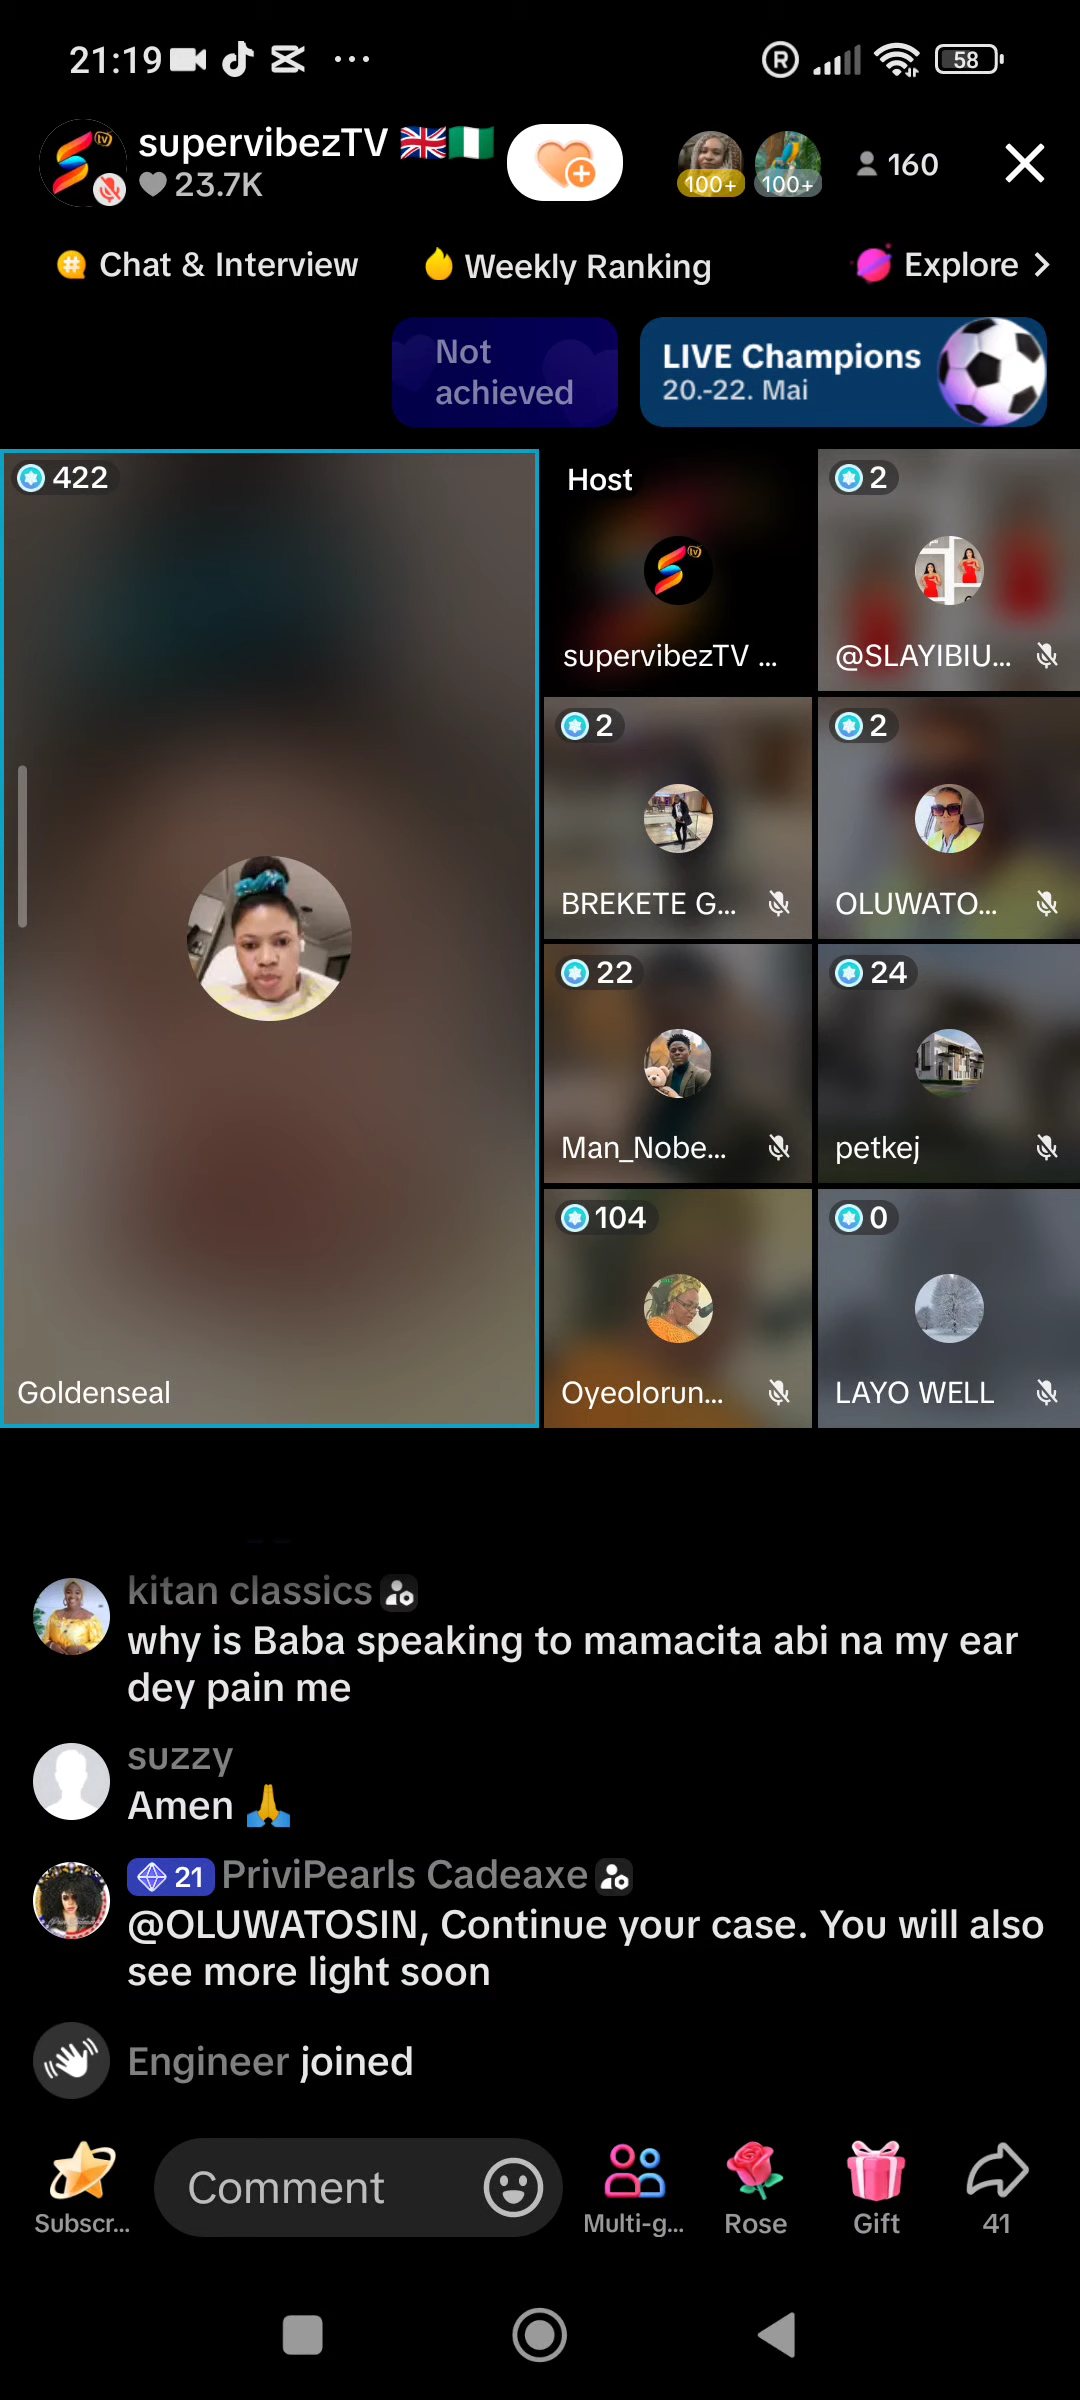 21:19
R
58
supervibezTV 🇬🇧🇳🇬
23.7K
100+
100+
160
Chat & Interview
Weekly Ranking
Explore
Not
achieved
LIVE Champions
20.-22. Mai
422
Goldenseal
Host
supervibezTV ...
2
@SLAYIBIU...
2
BREKETE G...
2
OLUWATO...
22
Man_Nobe...
24
petkej
104
Oyeolorun...
0
LAYO WELL
kitan classics
why is Baba speaking to mamacita abi na my ear
dey pain me
suzzy
Amen 🙏
21 PriviPearls Cadeaxe
@OLUWATOSIN, Continue your case. You will also
see more light soon
Engineer joined
Subscr...
Comment
Multi-g...
Rose
Gift
41